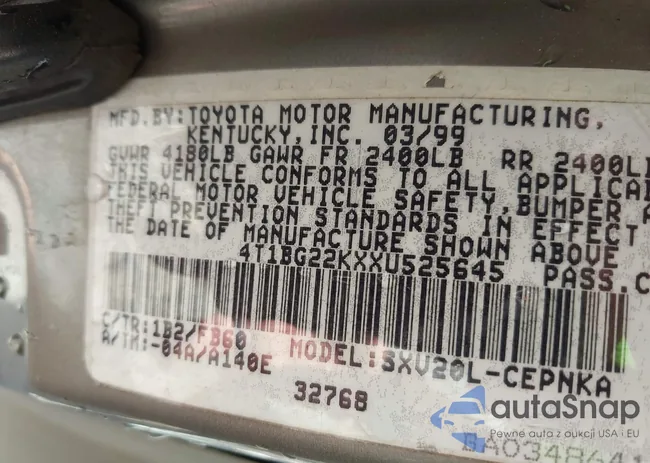 MFD.BY:TOYOTA MOTOR MANUFACTURING,
KENTUCKY,INC. 03/99
GVWR 4180LB GAWR FR 2400LB RR 2400L
THIS VEHICLE CONFORMS TO ALL APPLICA
FEDERAL MOTOR VEHICLE SAFETY,BUMPER A
THEFT PREVENTION STANDARDS IN EFFECT
THE DATE OF MANUFACTURE SHOWN ABOVE
4T1BG22KXXU525645 PASS.C
C/TR:1B2/FB60
A/TM:-04A/A140E MODEL:SXV20L-CEPNKA
32768
autaSnap
Pewne auta z aukcji USA i EU